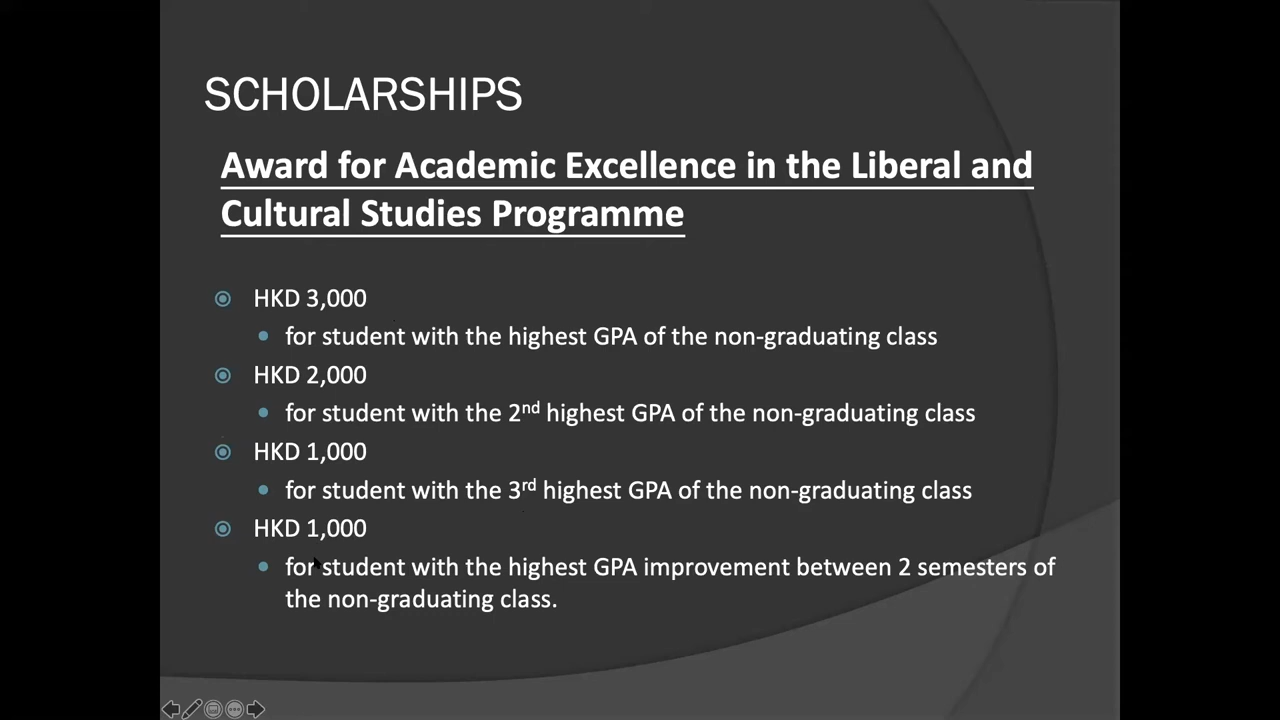 SCHOLARSHIPS
Award for Academic Excellence in the Liberal and
Cultural Studies Programme
HKD 3,000
for student with the highest GPA of the non-graduating class
HKD 2,000
for student with the 2nd highest GPA of the non-graduating class
HKD 1,000
for student with the 3rd highest GPA of the non-graduating class
HKD 1,000
for student with the highest GPA improvement between 2 semesters of
the non-graduating class.